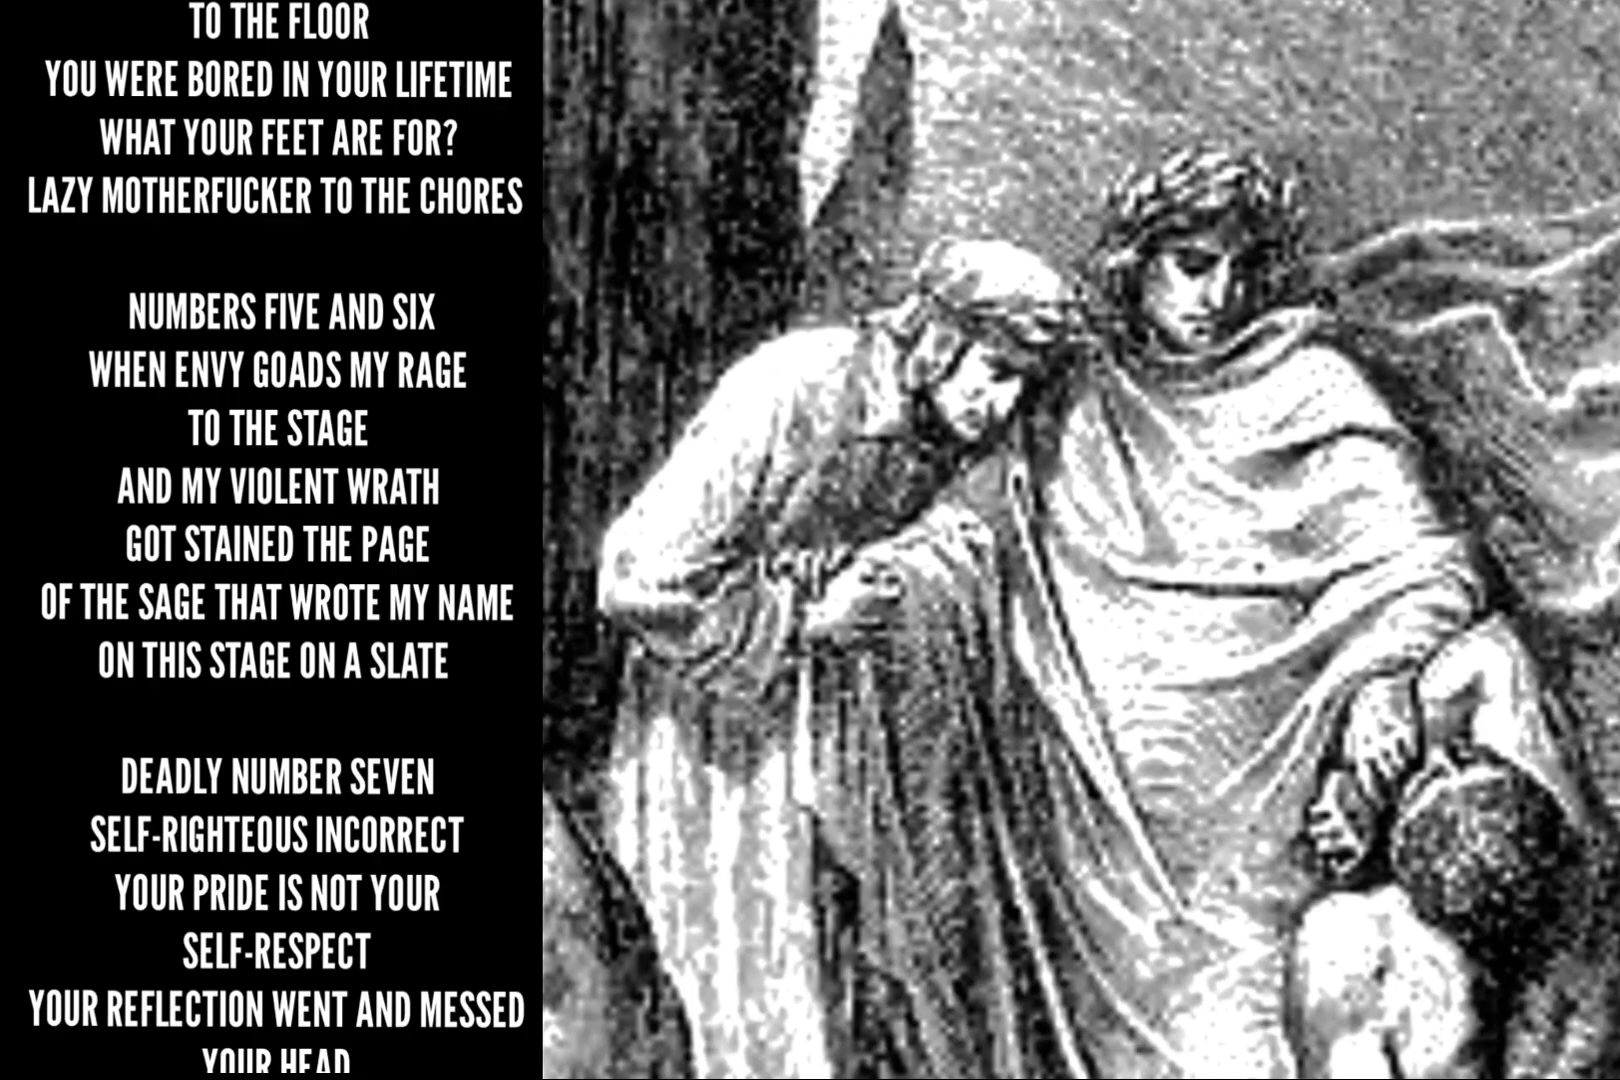 TO THE FLOOR
YOU WERE BORED IN YOUR LIFETIME
WHAT YOUR FEET ARE FOR?
LAZY MOTHERFUCKER TO THE CHORES
NUMBERS FIVE AND SIX
WHEN ENVY GOADS MY RAGE
TO THE STAGE
AND MY VIOLENT WRATH
GOT STAINED THE PAGE
OF THE SAGE THAT WROTE MY NAME
ON THIS STAGE ON A SLATE
DEADLY NUMBER SEVEN
SELF-RIGHTEOUS INCORRECT
YOUR PRIDE IS NOT YOUR
SELF-RESPECT
YOUR REFLECTION WENT AND MESSED
YOUR HEAD